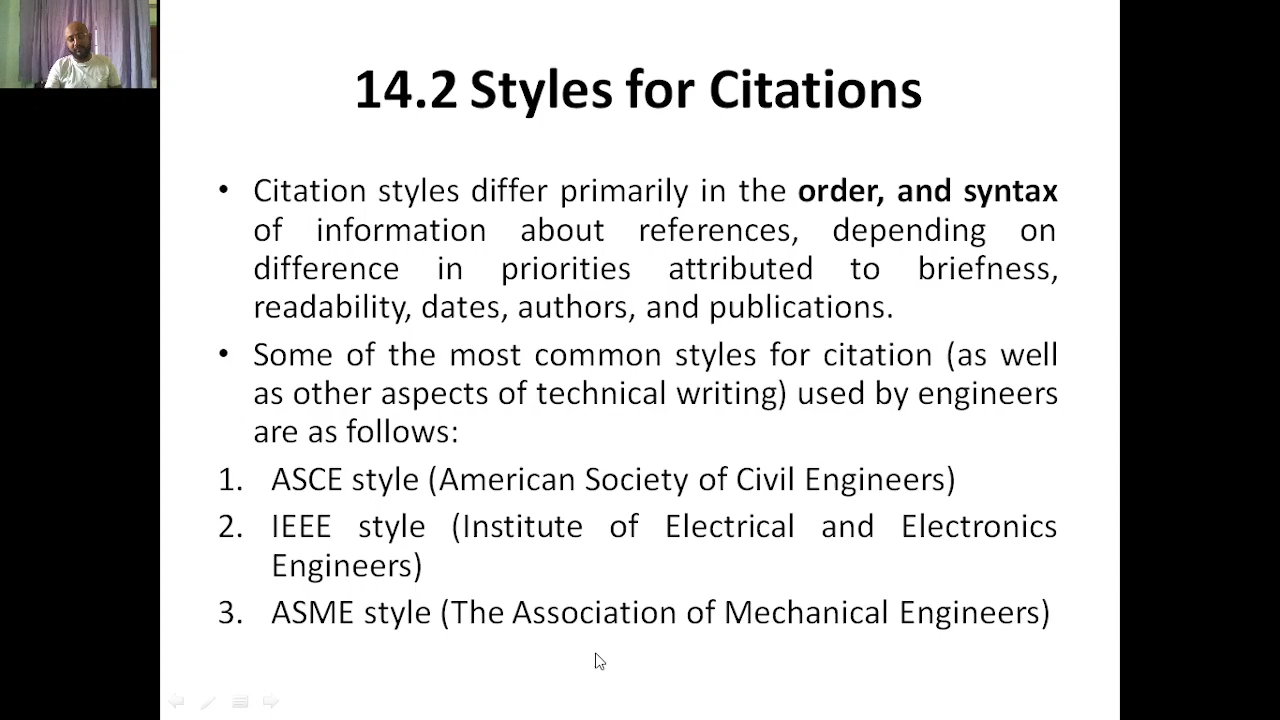 14.2 Styles for Citations
• Citation styles differ primarily in the order, and syntax
of information about references, depending on
difference in priorities attributed to briefness,
readability, dates, authors, and publications.
• Some of the most common styles for citation (as well
as other aspects of technical writing) used by engineers
are as follows:
1. ASCE style (American Society of Civil Engineers)
2. IEEE style (Institute of Electrical and Electronics
Engineers)
3. ASME style (The Association of Mechanical Engineers)